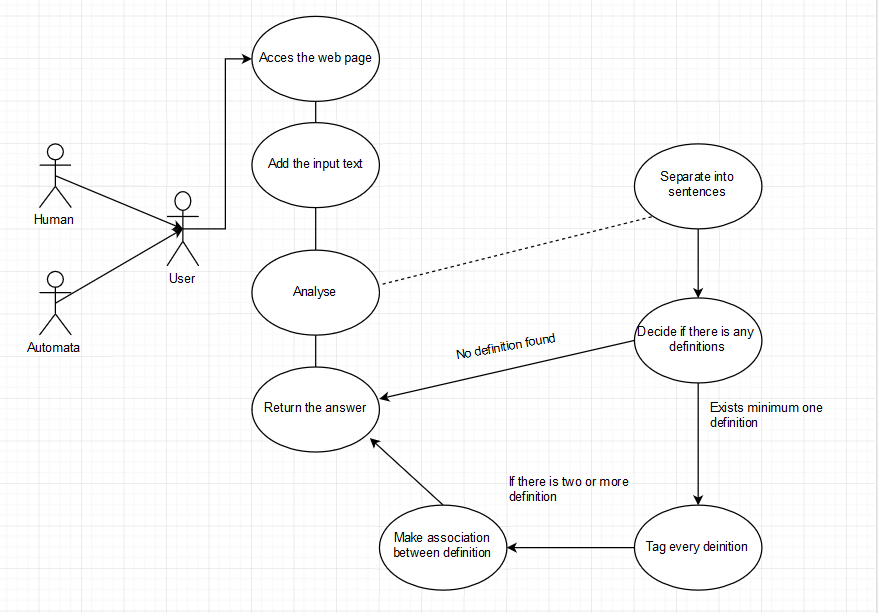 Acces the web page
Add the input text
Separate into
sentences
Human
User
Analyse
Automata
Decide if there is any
definitions
No definition found
Return the answer
Exists minimum one
definition
If there is two or more
definition
Make association
between definition
Tag every deinition